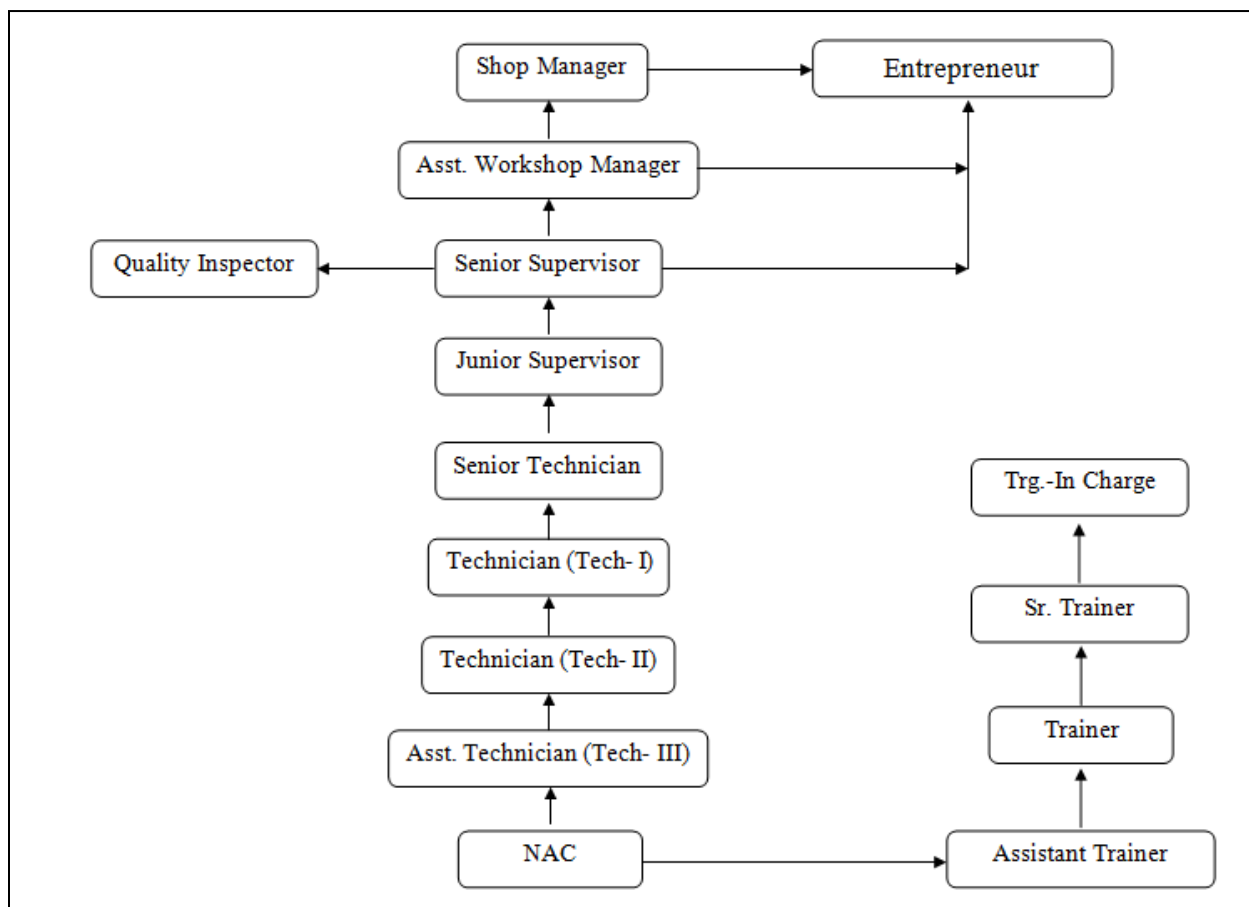 Shop Manager
Entrepreneur
Asst. Workshop Manager
Quality Inspector
Senior Supervisor
Junior Supervisor
Senior Technician
Trg.-In Charge
Technician (Tech- I)
Sr. Trainer
Technician (Tech- II)
Trainer
Asst. Technician (Tech- III)
NAC
Assistant Trainer